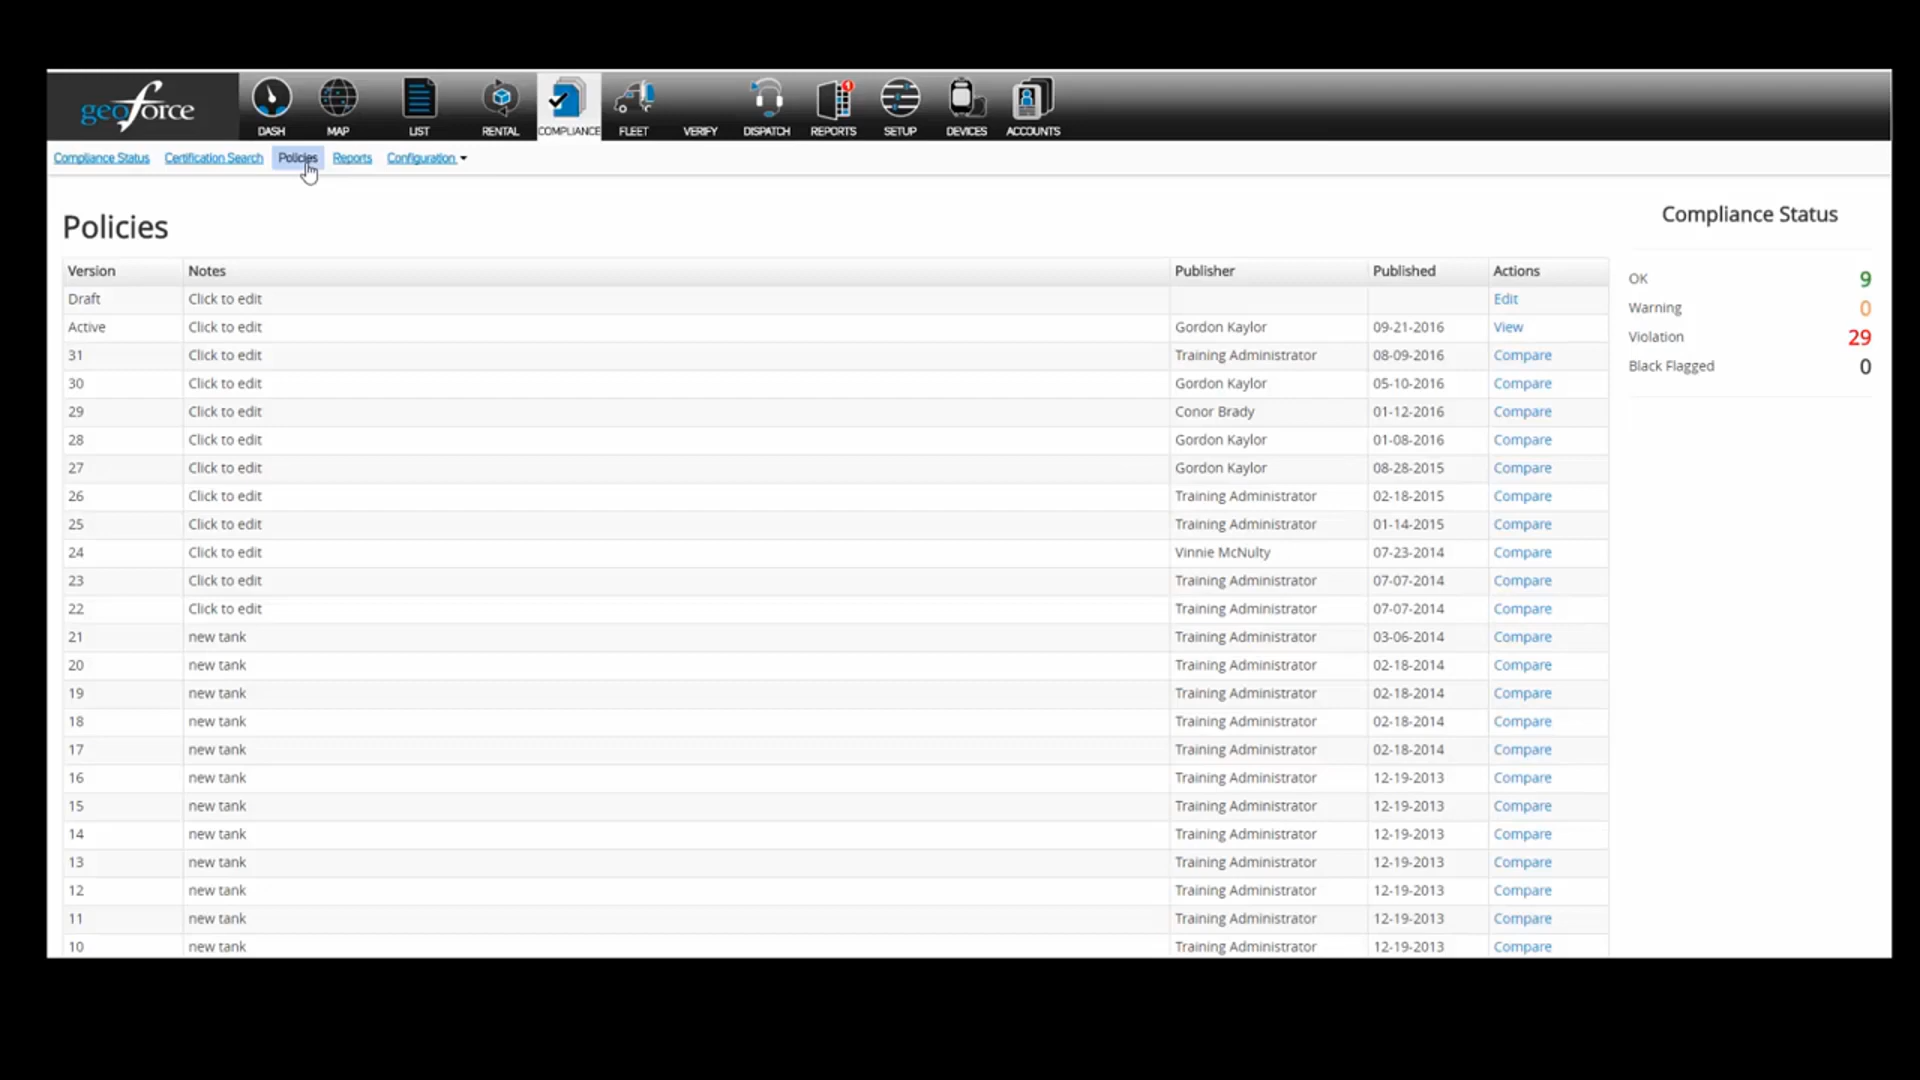 geoforce
DASH MAP LIST RENTAL COMPLIANCE FLEET VERIFY DISPATCH REPORTS 1 SETUP DEVICES ACCOUNTS
Compliance Status Certification Search Policies Reports Configuration
Policies
Compliance Status
Version Notes Publisher Published Actions
Draft Click to edit Edit
Active Click to edit Gordon Kaylor 09-21-2016 View
31 Click to edit Training Administrator 08-09-2016 Compare
30 Click to edit Gordon Kaylor 05-10-2016 Compare
29 Click to edit Conor Brady 01-12-2016 Compare
28 Click to edit Gordon Kaylor 01-08-2016 Compare
27 Click to edit Gordon Kaylor 08-28-2015 Compare
26 Click to edit Training Administrator 02-18-2015 Compare
25 Click to edit Training Administrator 01-14-2015 Compare
24 Click to edit Vinnie McNulty 07-23-2014 Compare
23 Click to edit Training Administrator 07-07-2014 Compare
22 Click to edit Training Administrator 07-07-2014 Compare
21 new tank Training Administrator 03-06-2014 Compare
20 new tank Training Administrator 02-18-2014 Compare
19 new tank Training Administrator 02-18-2014 Compare
18 new tank Training Administrator 02-18-2014 Compare
17 new tank Training Administrator 02-18-2014 Compare
16 new tank Training Administrator 12-19-2013 Compare
15 new tank Training Administrator 12-19-2013 Compare
14 new tank Training Administrator 12-19-2013 Compare
13 new tank Training Administrator 12-19-2013 Compare
12 new tank Training Administrator 12-19-2013 Compare
11 new tank Training Administrator 12-19-2013 Compare
10 new tank Training Administrator 12-19-2013 Compare
OK 9
Warning 0
Violation 29
Black Flagged 0